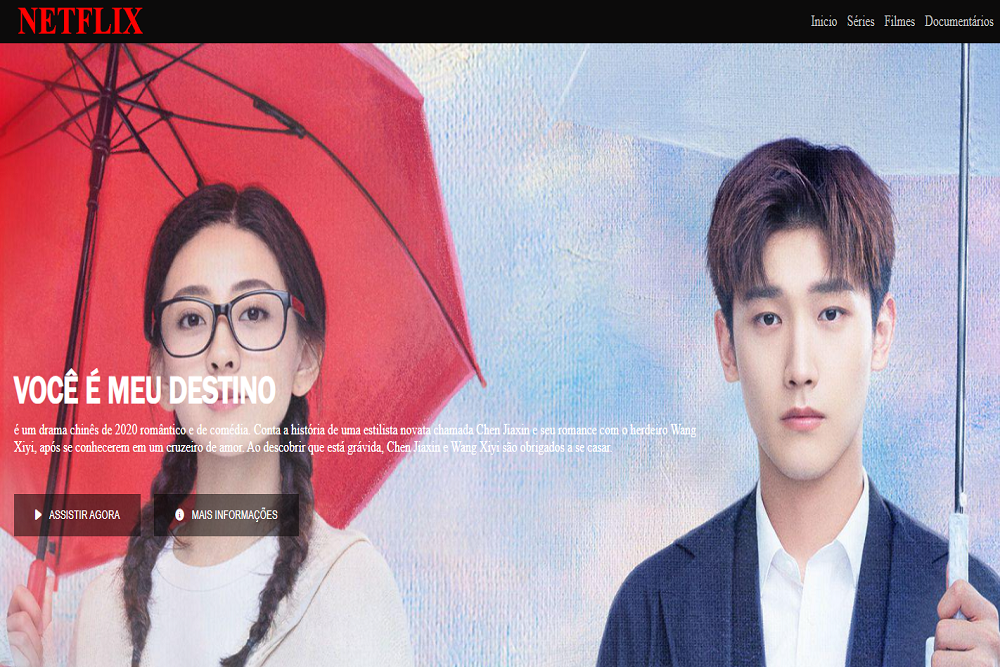 NETFLIX
Inicio Séries Filmes Documentários
VOCÊ É MEU DESTINO
é um drama chinês de 2020 romântico e de comédia. Conta a história de uma estilista novata chamada Chen Jiaxin e seu romance com o herdeiro Wang
Xiyi, após se conhecerem em um cruzeiro de amor. Ao descobrir que está grávida, Chen Jiaxin e Wang Xiyi são obrigados a se casar.
ASSISTIR AGORA
MAIS INFORMAÇÕES